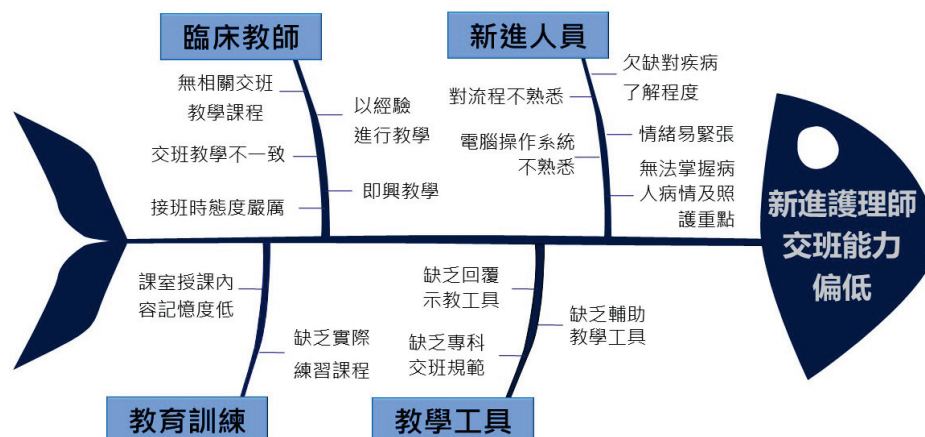 臨床教師
無相關交班
教學課程
交班教學不一致
接班時態度嚴厲
以經驗
進行教學
即興教學
新進人員
對流程不熟悉
電腦操作系統
不熟悉
欠缺對疾病
了解程度
情緒易緊張
無法掌握病
人病情及照
護重點
新進護理師
交班能力
偏低
課室授課內
容記憶度低
缺乏實際
練習課程
教育訓練
缺乏回覆
示教工具
缺乏專科
交班規範
缺乏輔助
教學工具
教學工具